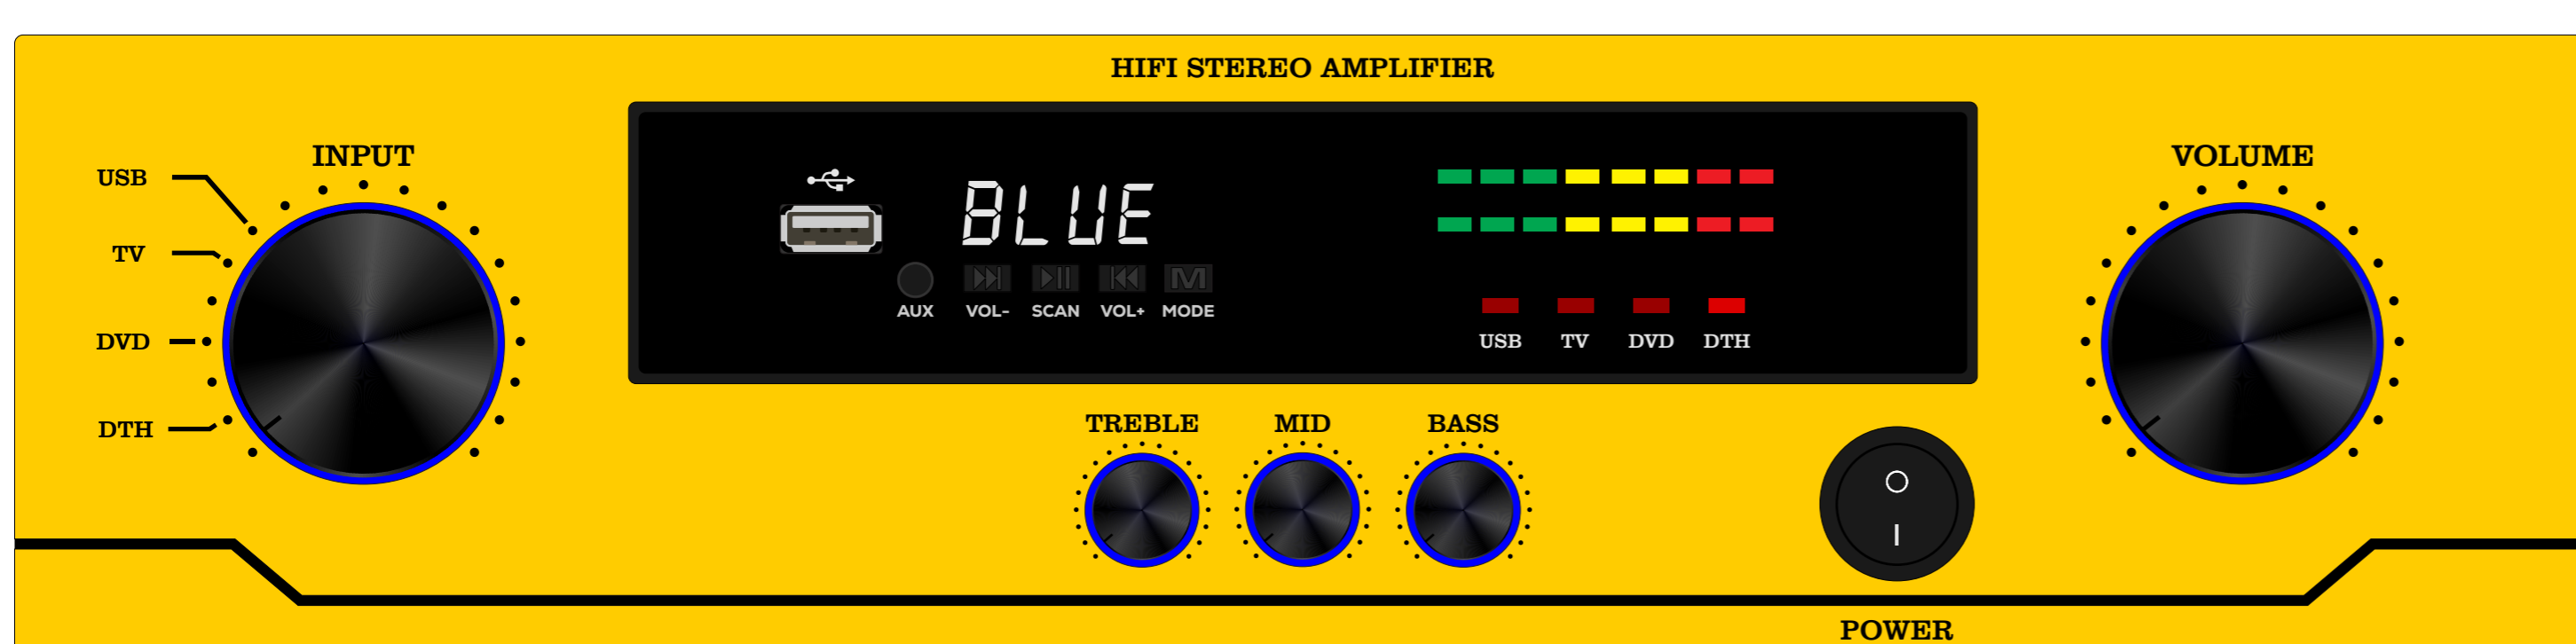 HIFI STEREO AMPLIFIER
INPUT
USB
TV
DVD
DTH
BLUE
AUX VOL- SCAN VOL+ MODE
M
USB TV DVD DTH
VOLUME
TREBLE MID BASS
POWER